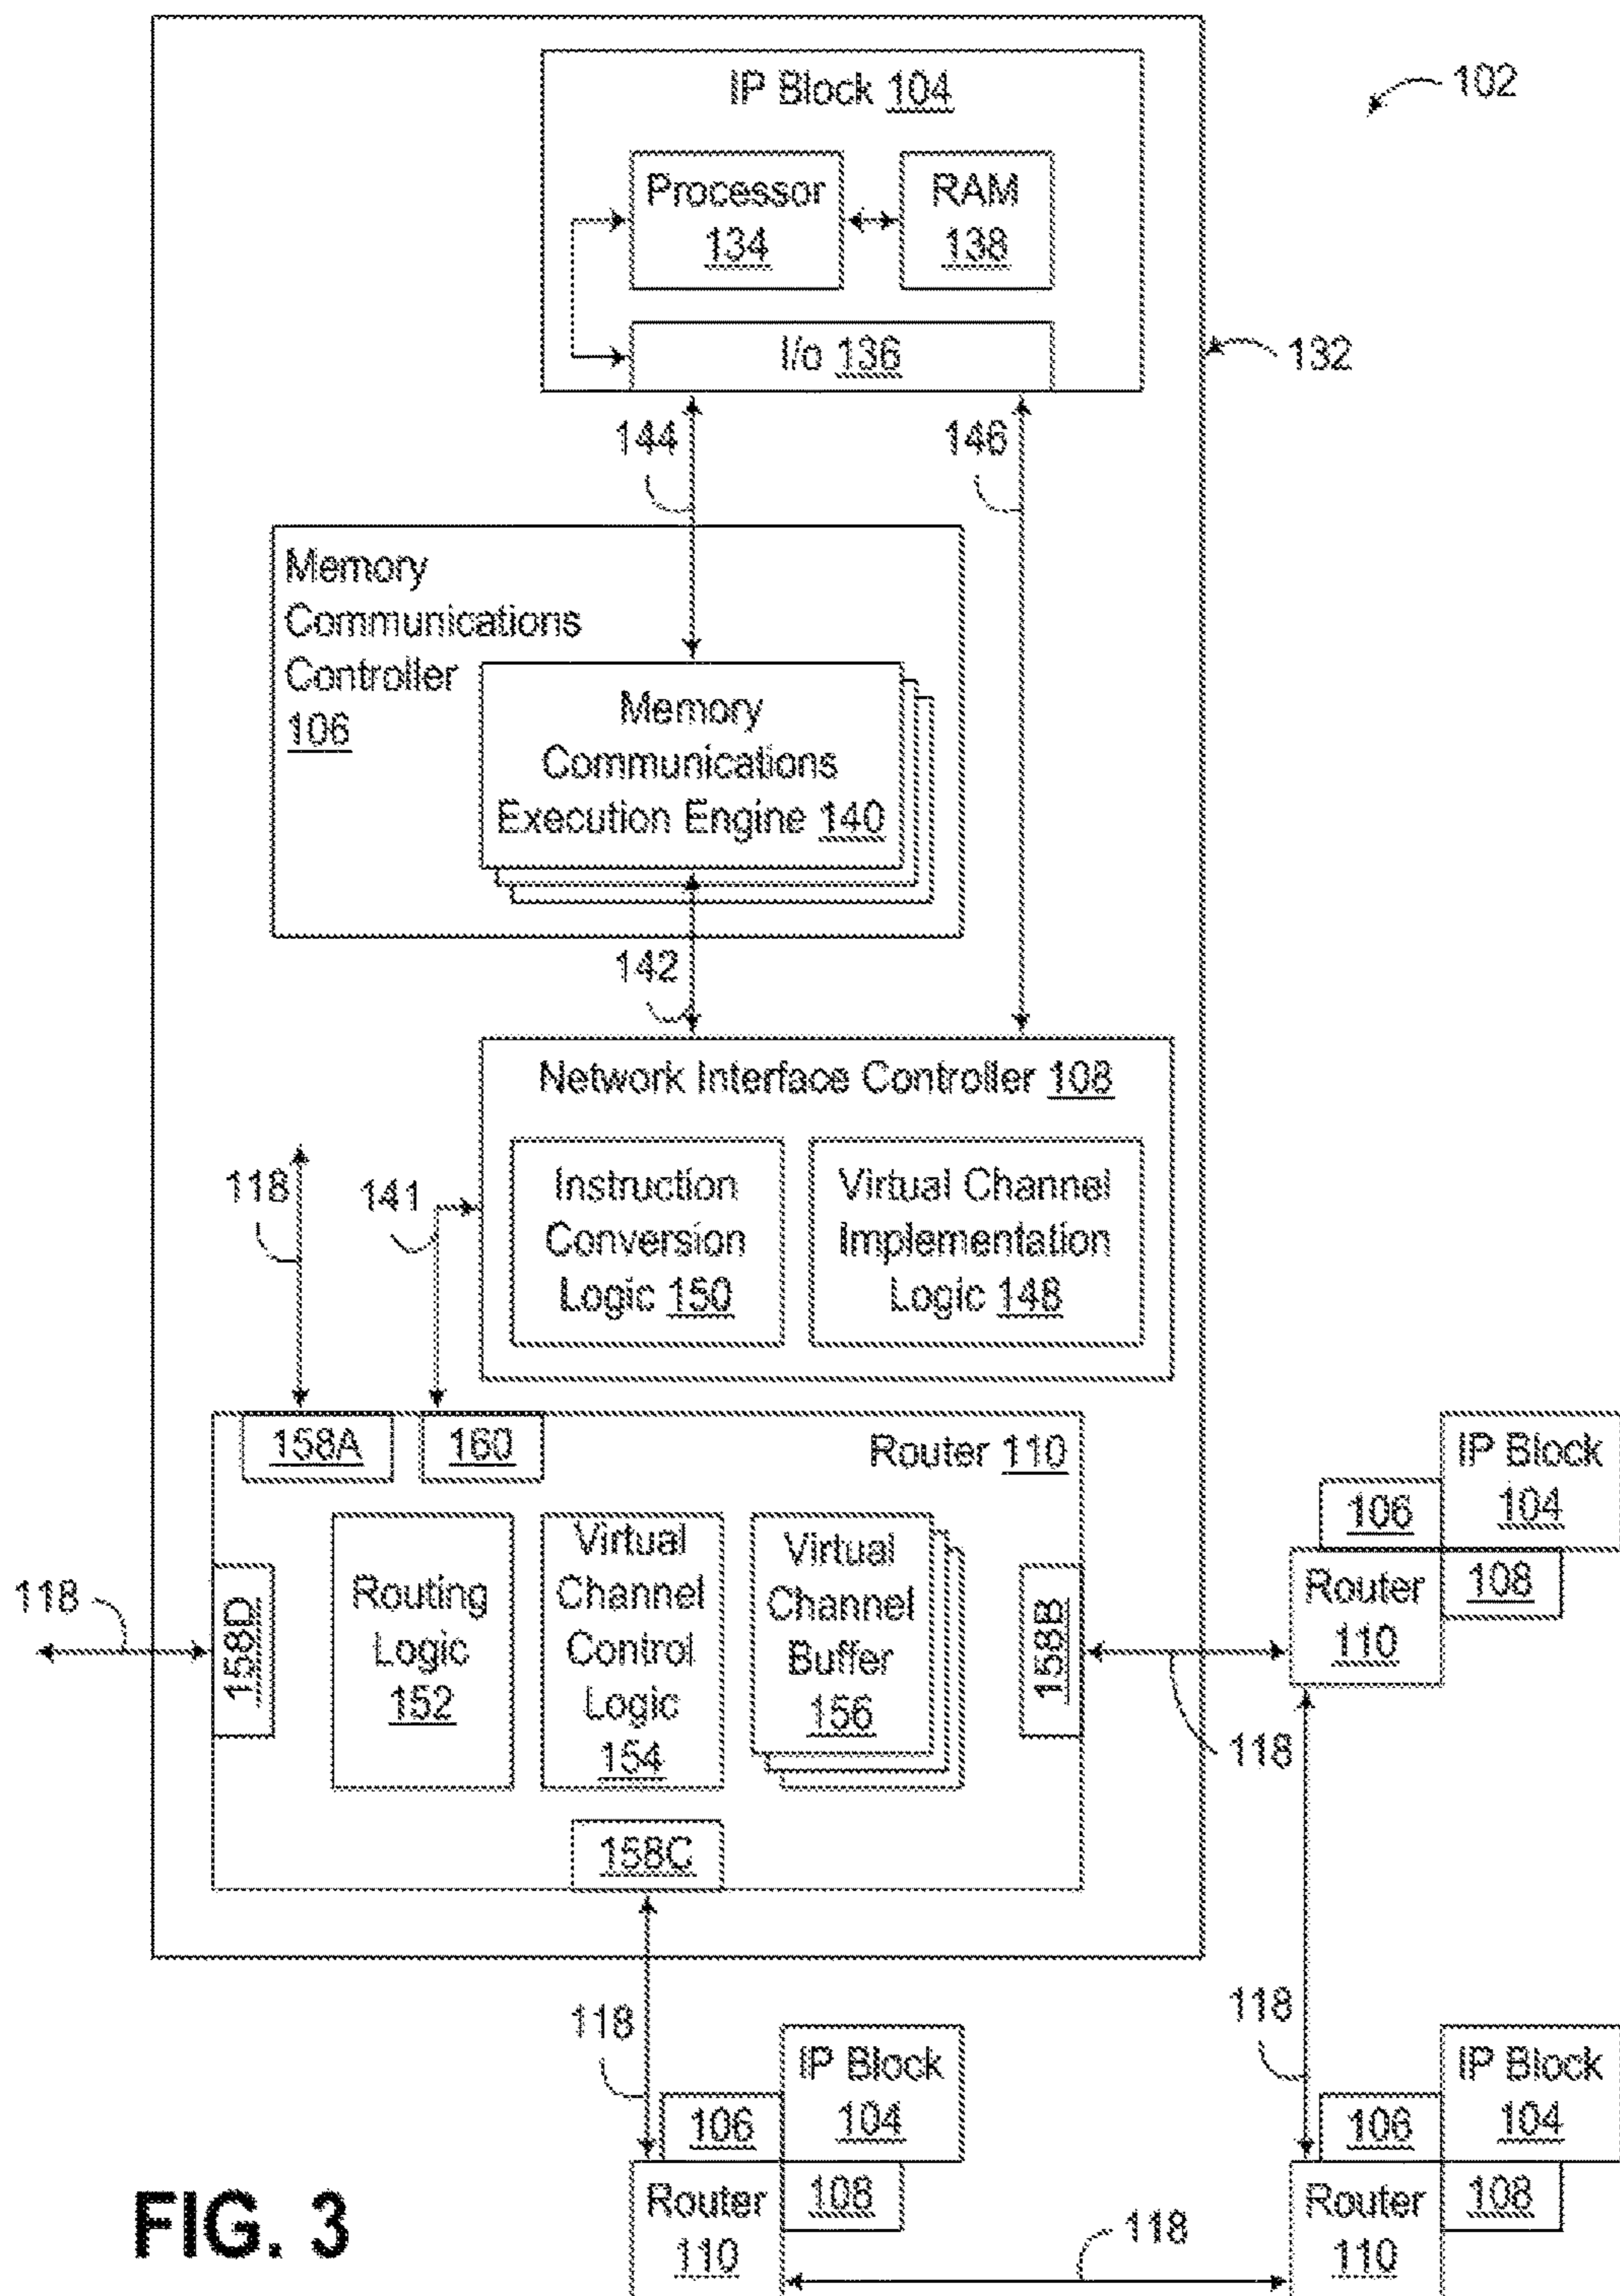 IP Block 104
102
Processor
134
RAM
138
I/o 136
132
144
146
Memory
Communications
Controller
106
Memory
Communications
Execution Engine 140
142
Network Interface Controller 108
118
141
Instruction
Conversion
Logic 150
Virtual Channel
Implementation
Logic 148
158A
160
Router 110
118
158D
Routing
Logic
152
Virtual
Channel
Control
Logic
154
Virtual
Channel
Buffer
156
158B
118
158C
IP Block
104
106
Router
110
108
118
IP Block
104
106
Router
110
108
118
IP Block
104
106
Router
110
108
118
FIG. 3